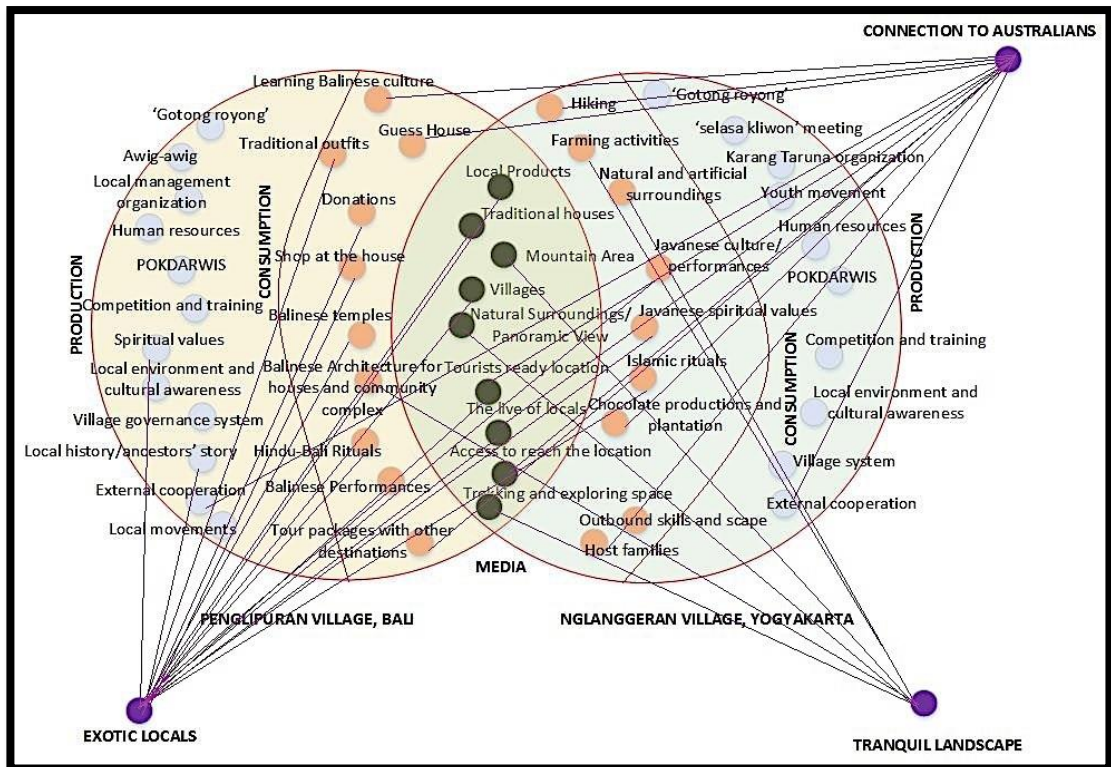 CONNECTION TO AUSTRALIANS
Learning Balinese culture
'Gotong royong'
Guess House
Traditional outfits
Awig-awig
Local management
organization
Donations
Human resources
POKDARWIS
Shop at the house
Competition and training
Balinese temples
Spiritual values
Local environment and
cultural awareness
Balinese Architecture for
houses and community
complex
Village governance system
Local history/ancestors' story
Hindu-Bali Rituals
External cooperation
Balinese Performances
Local movements
Tour packages with other
destinations
PRODUCTION
CONSUMPTION
Local Products
Traditional houses
Mountain Area
Villages
Natural Surroundings/
Panoramic View
Tourists ready location
The live of locals
Access to reach the location
Trekking and exploring space
MEDIA
Hiking
'Gotong royong'
Farming activities
'selasa kliwon' meeting
Karang Taruna organization
Natural and artificial
surroundings
Youth movement
Human resources
Javanese culture/
performances
POKDARWIS
Javanese spiritual values
Competition and training
Islamic rituals
Local environment and
cultural awareness
Chocolate productions and
plantation
Village system
External cooperation
Outbound skills and scape
Host families
CONSUMPTION
PRODUCTION
PENGLIPURAN VILLAGE, BALI
NGLANGGERAN VILLAGE, YOGYAKARTA
EXOTIC LOCALS
TRANQUIL LANDSCAPE